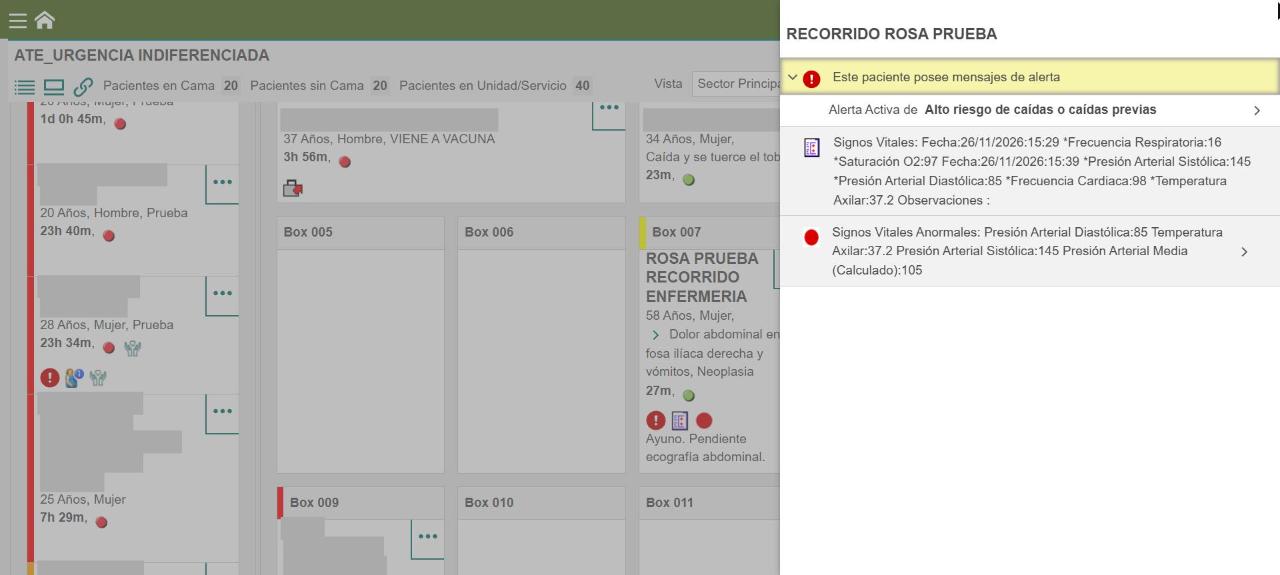 ATE_URGENCIA INDIFERENCIADA
Pacientes en Cama 20 Pacientes sin Cama 20 Pacientes en Unidad/Servicio 40
Vista Sector Principa
20 Años, Mujer, Prueba
1d 0h 45m,
20 Años, Hombre, Prueba
23h 40m,
28 Años, Mujer, Prueba
23h 34m,
25 Años, Mujer
7h 29m,
37 Años, Hombre, VIENE A VACUNA
3h 56m,
34 Años, Mujer,
Caída y se tuerce el tob
23m,
Box 005
Box 006
Box 007
ROSA PRUEBA
RECORRIDO
ENFERMERIA
58 Años, Mujer,
Dolor abdominal en
fosa ilíaca derecha y
vómitos, Neoplasia
27m,
Ayuno. Pendiente
ecografía abdominal.
Box 009
Box 010
Box 011
RECORRIDO ROSA PRUEBA
Este paciente posee mensajes de alerta
Alerta Activa de Alto riesgo de caídas o caídas previas
Signos Vitales: Fecha:26/11/2026:15:29 *Frecuencia Respiratoria:16
*Saturación O2:97 Fecha:26/11/2026:15:39 *Presión Arterial Sistólica:145
*Presión Arterial Diastólica:85 *Frecuencia Cardiaca:98 *Temperatura
Axilar:37.2 Observaciones :
Signos Vitales Anormales: Presión Arterial Diastólica:85 Temperatura
Axilar:37.2 Presión Arterial Sistólica:145 Presión Arterial Media
(Calculado):105